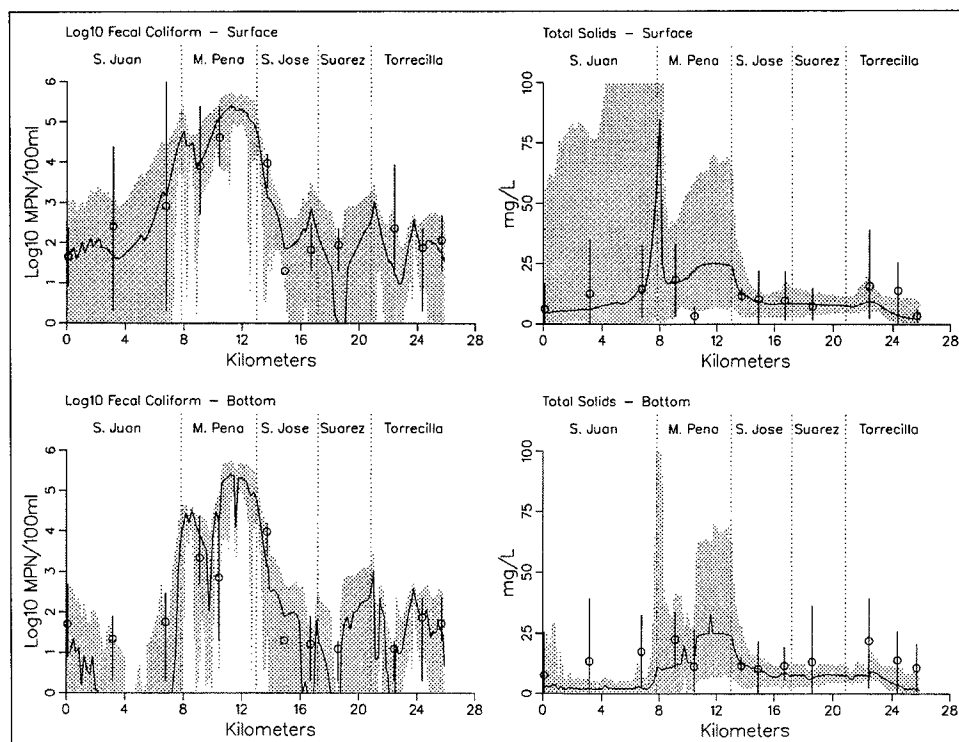 Log10 Fecal Coliform – Surface
S. Juan M. Pena S. Jose Suarez Torrecilla
Log10 MPN/100ml
6
5
4
3
2
1
0
0 4 8 12 16 20 24 28
Kilometers
Total Solids – Surface
S. Juan M. Pena S. Jose Suarez Torrecilla
mg/L
100
75
50
25
0
0 4 8 12 16 20 24 28
Kilometers
Log10 Fecal Coliform – Bottom
S. Juan M. Pena S. Jose Suarez Torrecilla
Log10 MPN/100ml
6
5
4
3
2
1
0
0 4 8 12 16 20 24 28
Kilometers
Total Solids – Bottom
S. Juan M. Pena S. Jose Suarez Torrecilla
mg/L
100
75
50
25
0
0 4 8 12 16 20 24 28
Kilometers